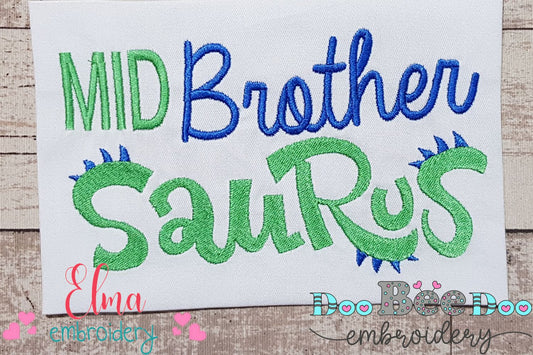 MID Brother
SauRuS
Elma
embroidery
DooBeeDoo
embroidery